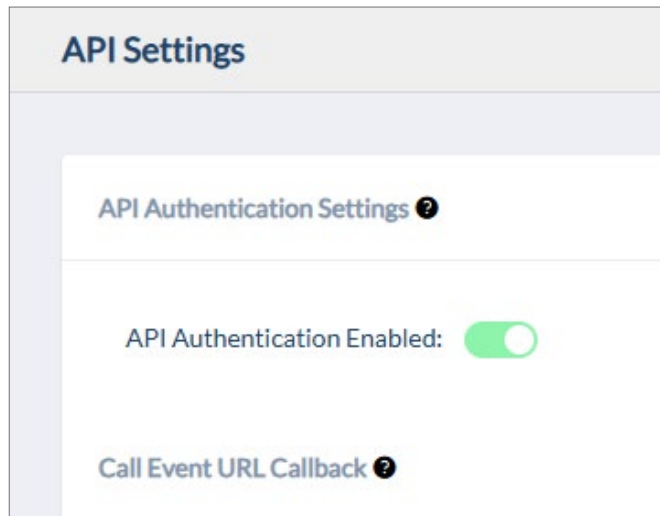 API Settings
API Authentication Settings ?
API Authentication Enabled:
Call Event URL Callback ?